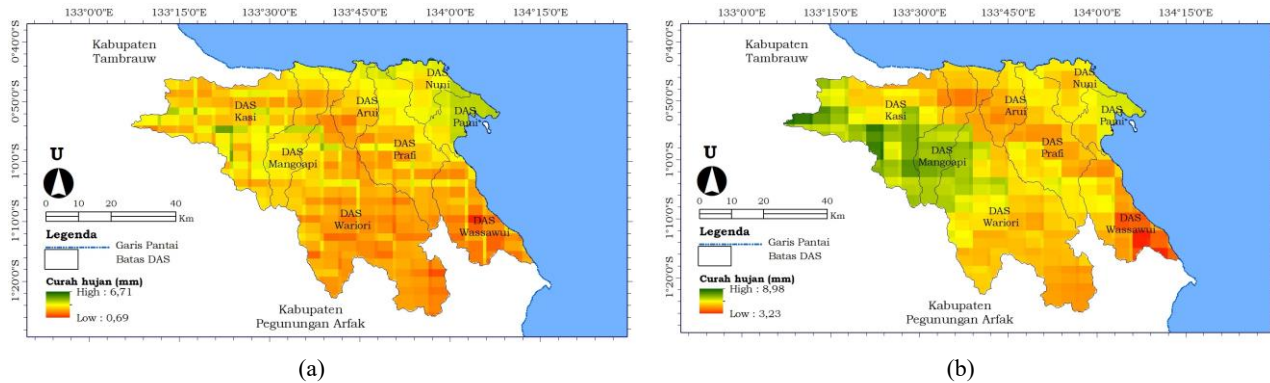 133°0'0"E 133°15'0"E 133°30'0"E 133°45'0"E 134°0'0"E 134°15'0"E
0°40'0"S
0°50'0"S
1°0'0"S
1°10'0"S
1°20'0"S
Kabupaten
Tambrauw
DAS
Nuni
DAS
Pami
DAS
Kasi
DAS
Arui
DAS
Mangoapi
DAS
Prafi
DAS
Wariori
DAS
Wassawui
U
0 10 20 40
Km
Legenda
Garis Pantai
Batas DAS
Curah hujan (mm)
High : 6,71
Low : 0,69
Kabupaten
Pegunungan Arfak
(a)
133°0'0"E 133°15'0"E 133°30'0"E 133°45'0"E 134°0'0"E 134°15'0"E
0°40'0"S
0°50'0"S
1°0'0"S
1°10'0"S
1°20'0"S
Kabupaten
Tambrauw
DAS
Nuni
DAS
Pami
DAS
Kasi
DAS
Arui
DAS
Mangoapi
DAS
Prafi
DAS
Wariori
DAS
Wassawui
U
0 10 20 40
Km
Legenda
Garis Pantai
Batas DAS
Curah hujan (mm)
High : 8,98
Low : 3,23
Kabupaten
Pegunungan Arfak
(b)